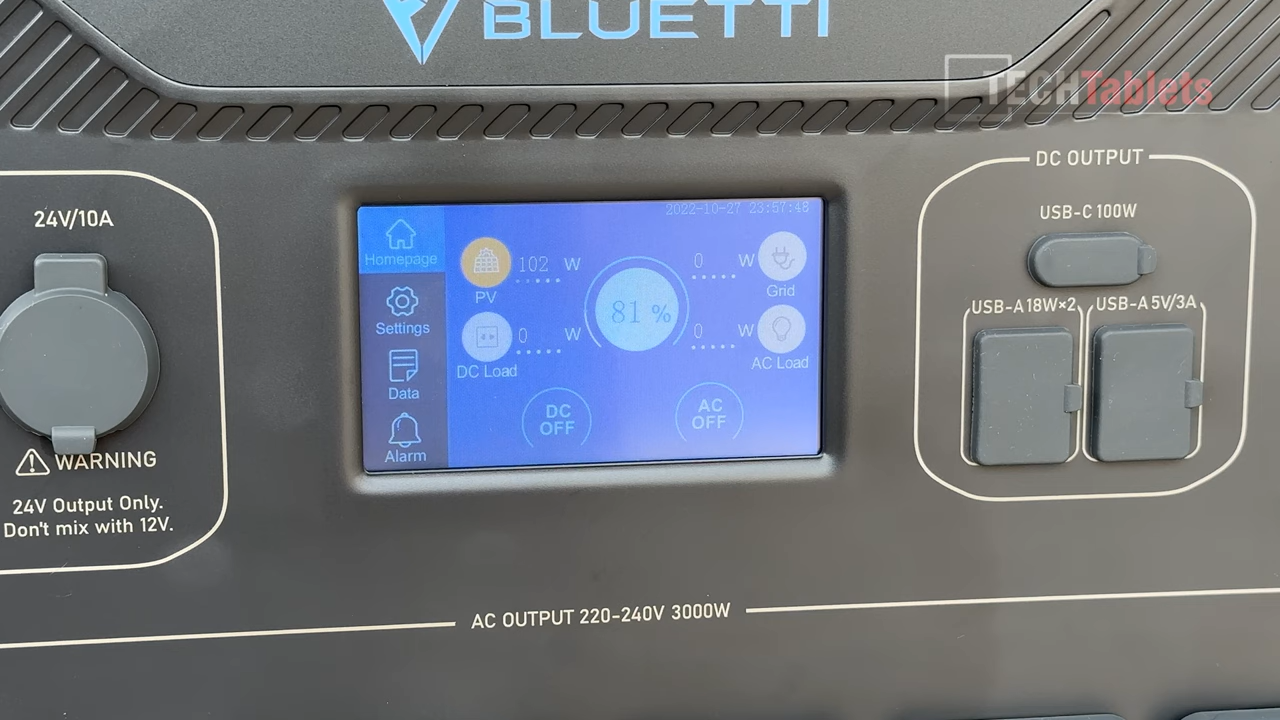 BLUETTI
TECHTablets
24V/10A
WARNING
24V Output Only.
Don't mix with 12V.
2022-10-27 23:57:48
Homepage
Settings
Data
Alarm
102 W
PV
0 W
DC Load
81 %
0 W
Grid
0 W
AC Load
DC
OFF
AC
OFF
DC OUTPUT
USB-C 100W
USB-A 18W×2
USB-A 5V/3A
AC OUTPUT 220-240V 3000W